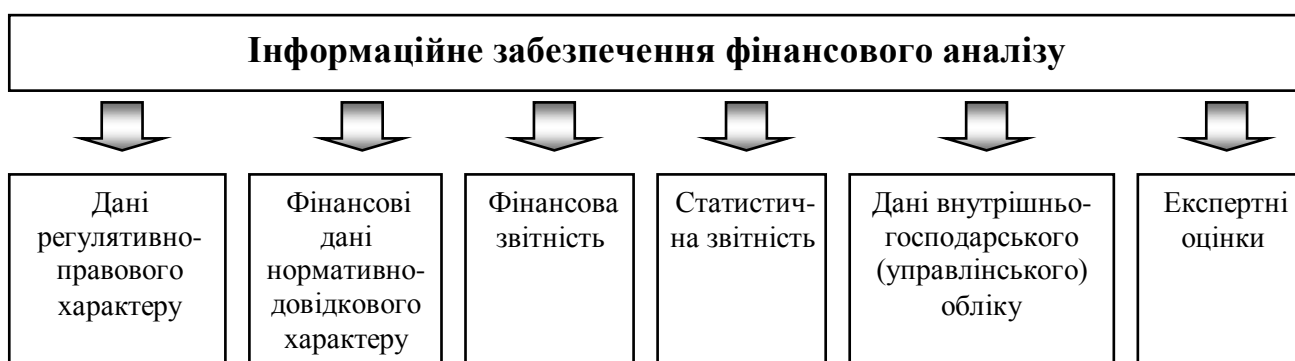 Інформаційне забезпечення фінансового аналізу
Дані
регулятивно-
правового
характеру
Фінансові
дані
нормативно-
довідкового
характеру
Фінансова
звітність
Статистич-
на звітність
Дані внутрішньо-
господарського
(управлінського)
обліку
Експертні
оцінки